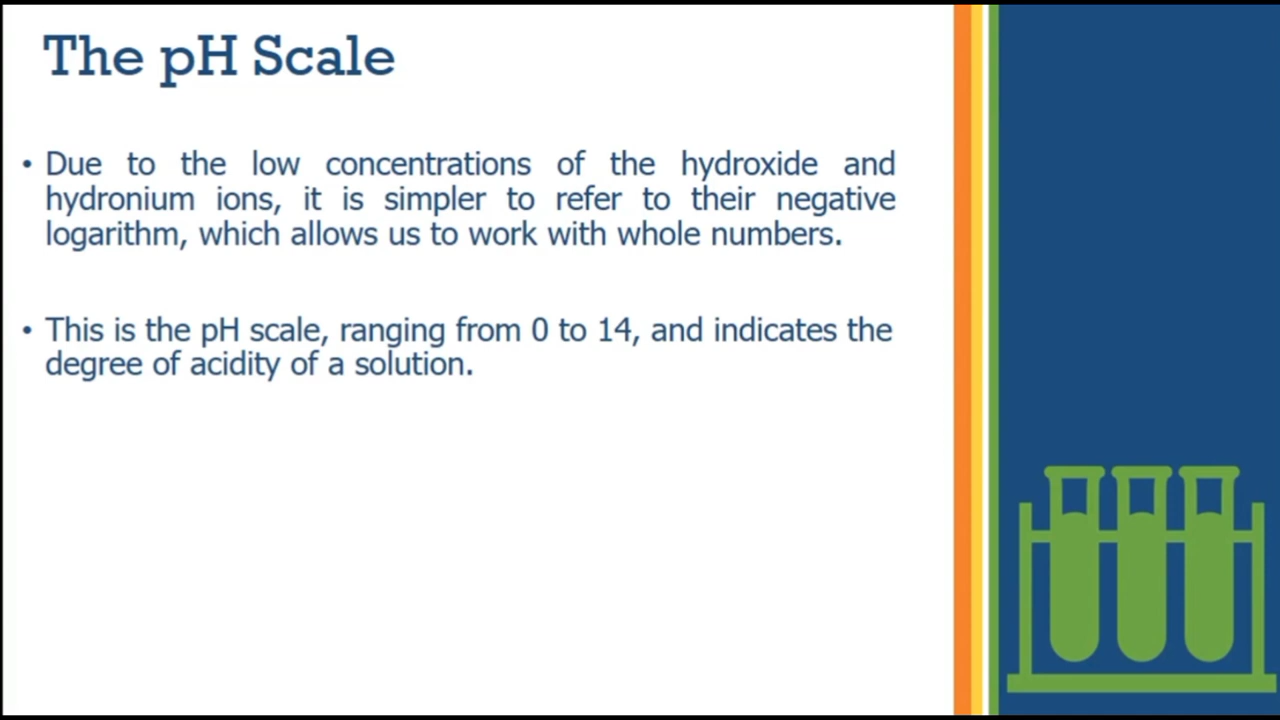 The pH Scale
• Due to the low concentrations of the hydroxide and
hydronium ions, it is simpler to refer to their negative
logarithm, which allows us to work with whole numbers.
• This is the pH scale, ranging from 0 to 14, and indicates the
degree of acidity of a solution.